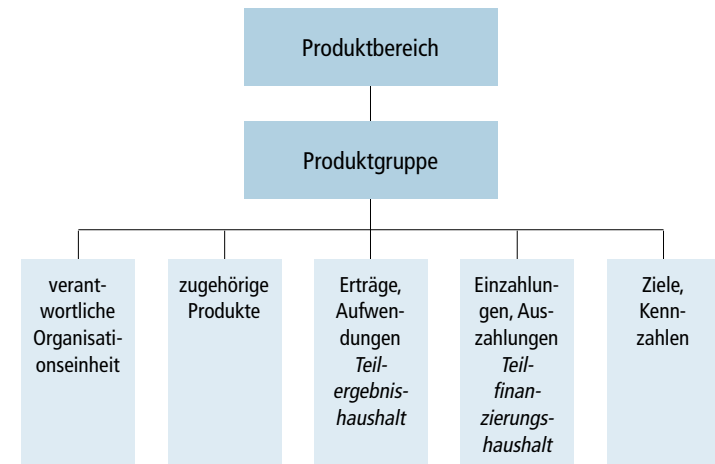 Produktbereich
Produktgruppe
verant-
wortliche
Organisati-
onseinheit
zugehörige
Produkte
Erträge,
Aufwen-
dungen
Teil-
ergebnis-
haushalt
Einzahlun-
gen, Aus-
zahlungen
Teil-
finan-
zierungs-
haushalt
Ziele,
Kenn-
zahlen